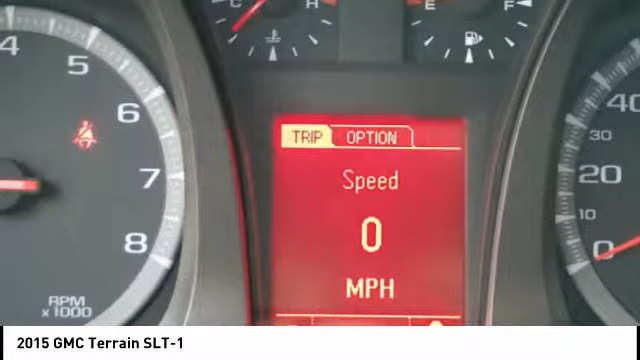 C H E F
4
5
6
7
8
RPM
x1000
TRIP OPTION
Speed
0
MPH
40
30
20
10
0
2015 GMC Terrain SLT-1